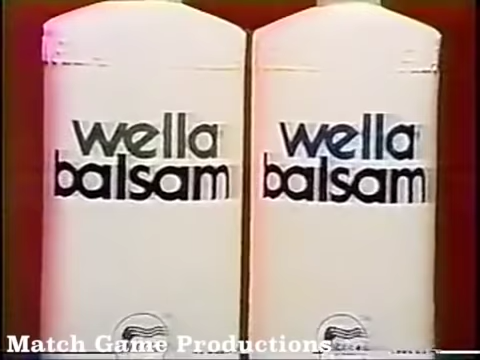 wella
balsam
wella
balsam
Match Game Productions